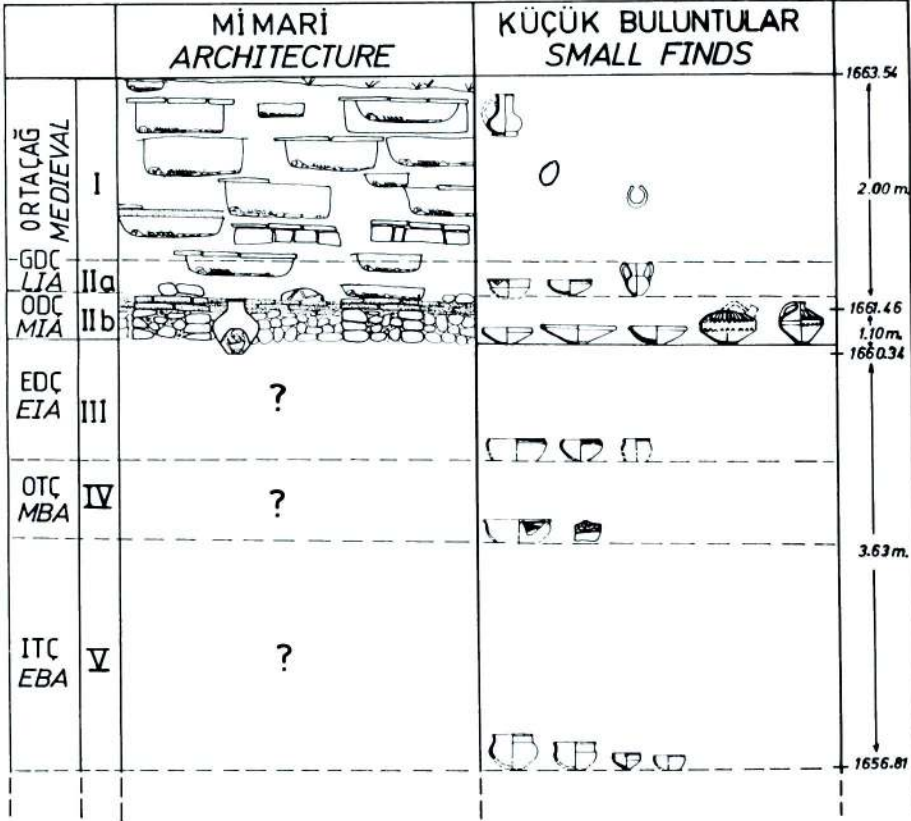 MİMARİ
ARCHITECTURE
KÜÇÜK BULUNTULAR
SMALL FINDS
1663.54
ORTAÇAĞ
MEDIEVAL
I
2.00 m.
GDÇ
LIA
IIa
ODÇ
MIA
IIb
1661.46
1.10 m.
1660.34
EDÇ
EIA
III
?
OTÇ
MBA
IV
?
3.63 m.
ITÇ
EBA
V
?
1656.81